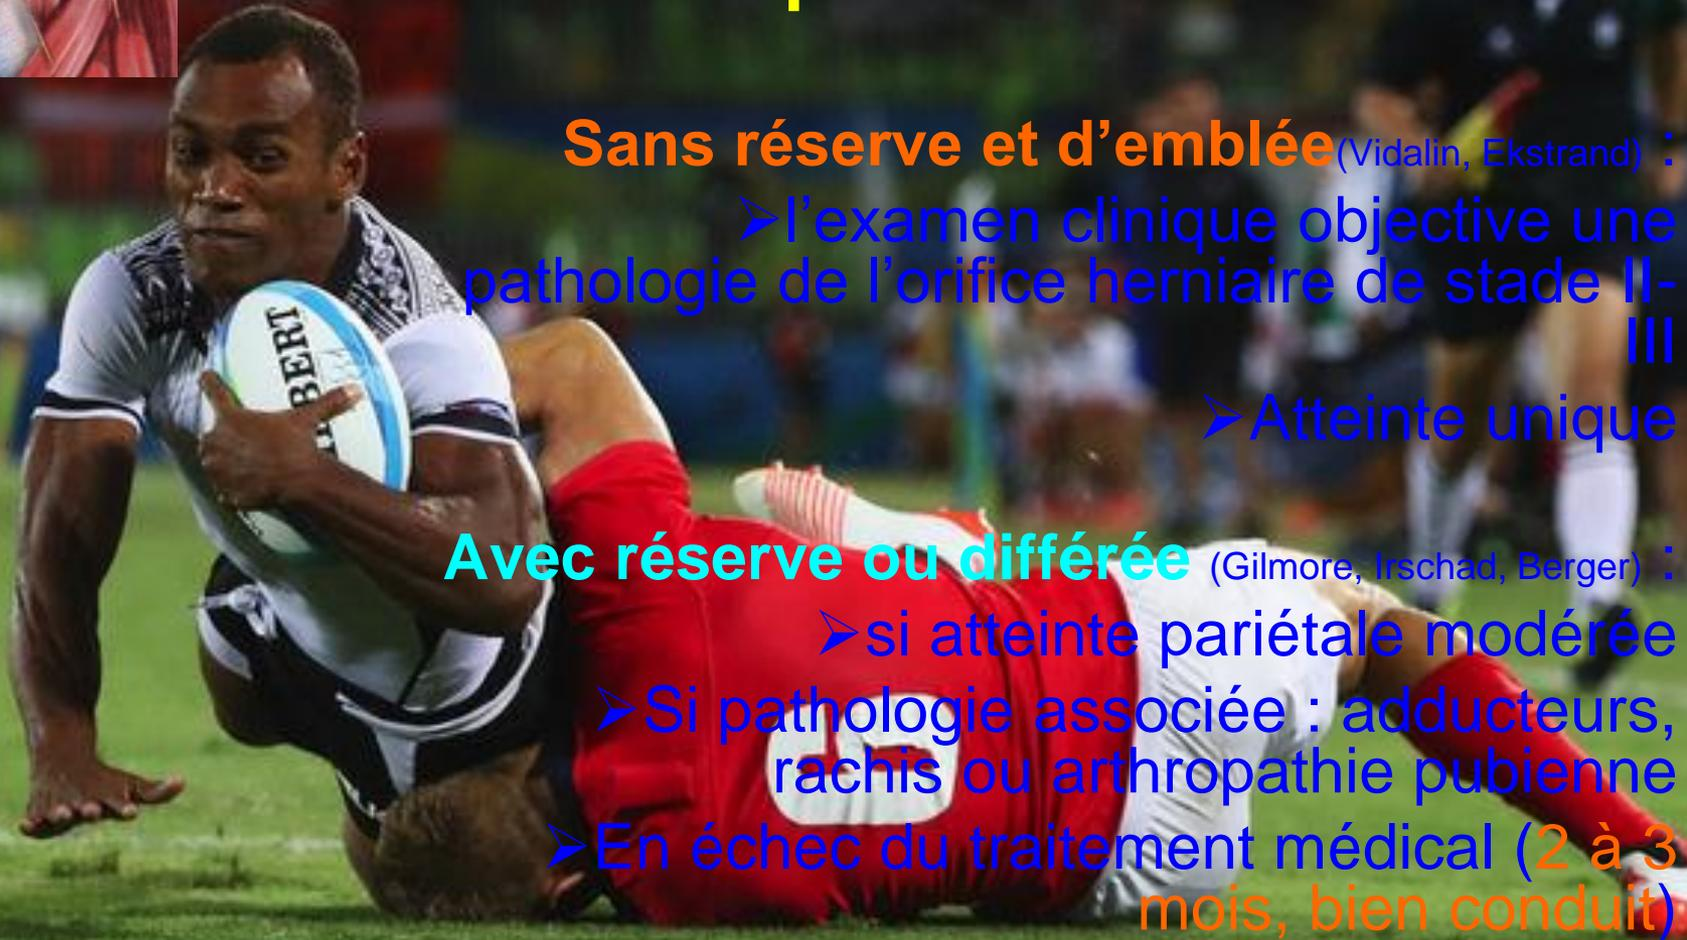 Sans réserve et d’emblée(Vidalin, Ekstrand) :
➢l’examen clinique objective une
pathologie de l’orifice herniaire de stade II-
III
➢Atteinte unique
Avec réserve ou différée (Gilmore, Irschad, Berger) :
➢si atteinte pariétale modérée
➢Si pathologie associée : adducteurs,
rachis ou arthropathie pubienne
➢En échec du traitement médical (2 à 3
mois, bien conduit)
BERT
9